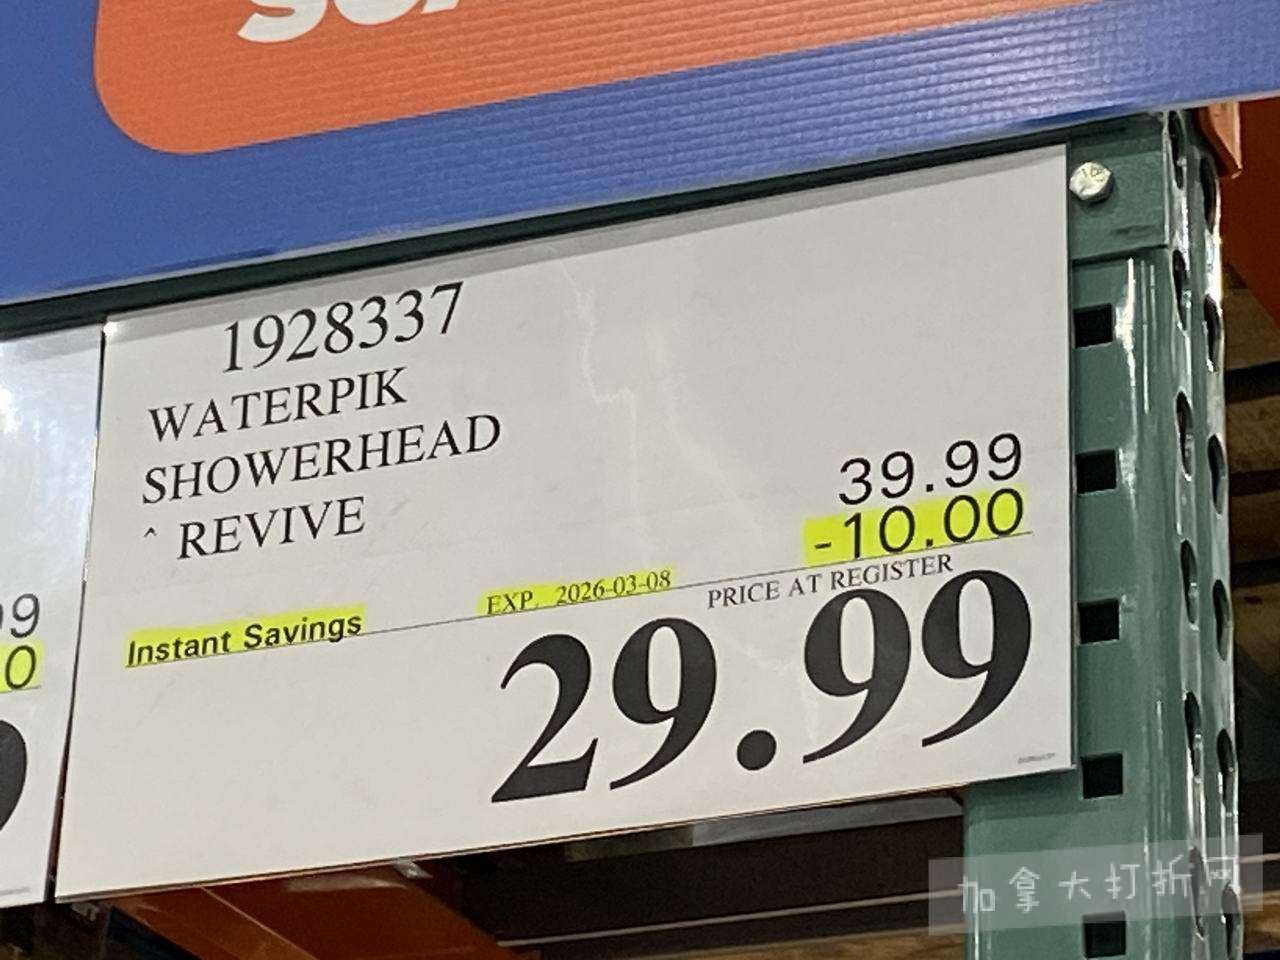 1928337
WATERPIK
SHOWERHEAD
^ REVIVE
39.99
-10.00
EXP. 2026-03-08
PRICE AT REGISTER
Instant Savings
29.99
加拿大打折网